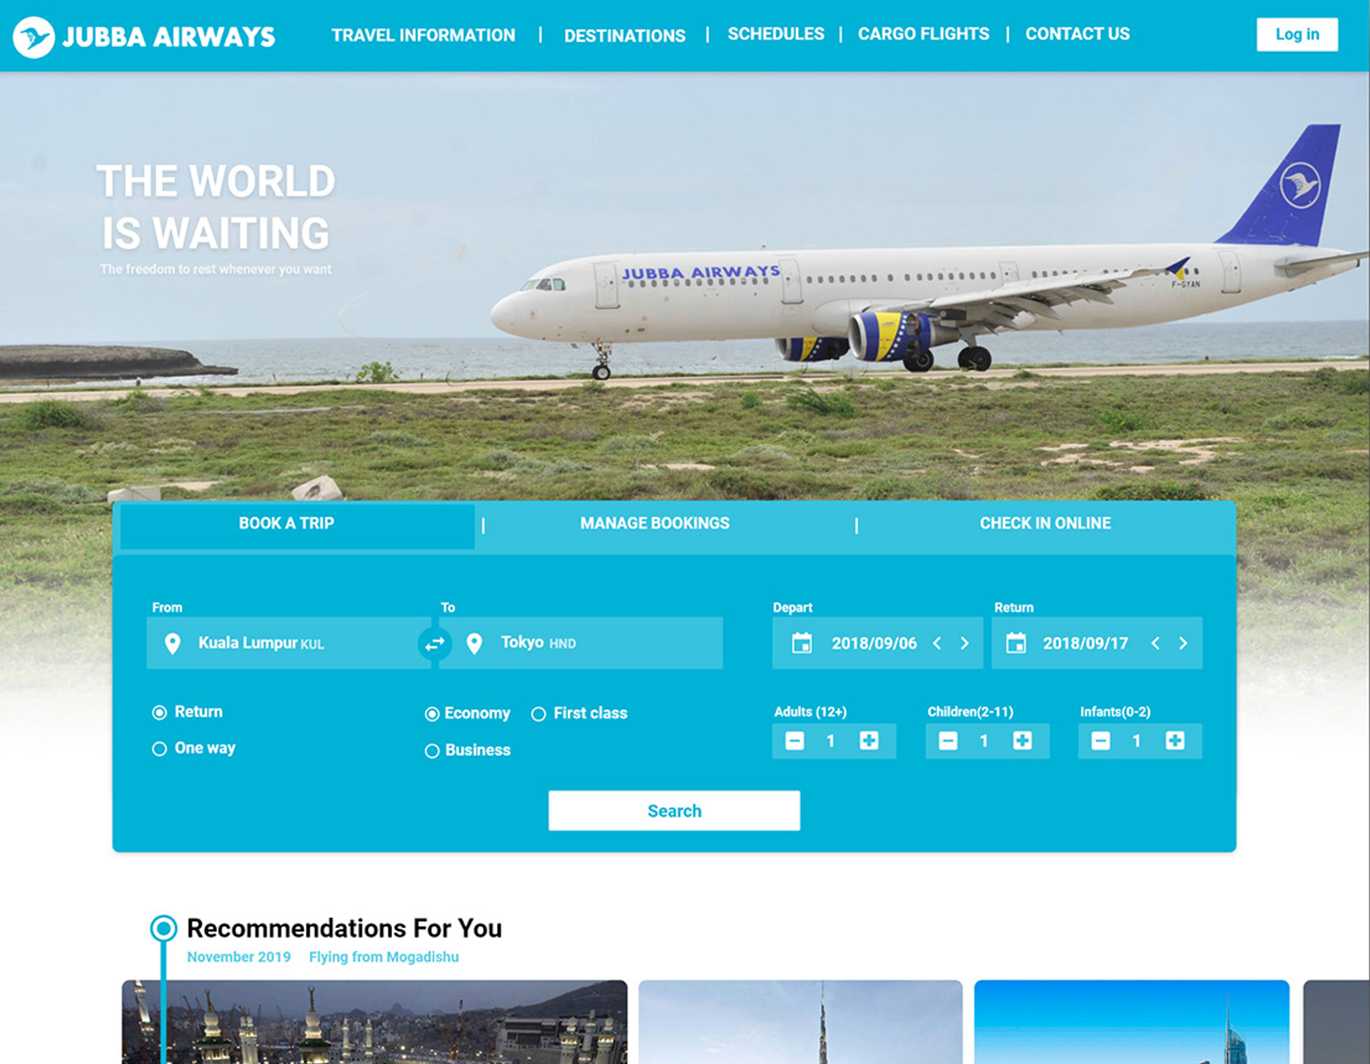 JUBBA AIRWAYS
TRAVEL INFORMATION | DESTINATIONS | SCHEDULES | CARGO FLIGHTS | CONTACT US
Log in
THE WORLD
IS WAITING
The freedom to rest whenever you want
JUBBA AIRWAYS
F-GYAN
BOOK A TRIP | MANAGE BOOKINGS | CHECK IN ONLINE
From To Depart Return
Kuala Lumpur KUL Tokyo HND 2018/09/06 2018/09/17
Return Economy First class
One way Business
Adults (12+) Children(2-11) Infants(0-2)
1 1 1
Search
Recommendations For You
November 2019 Flying from Mogadishu